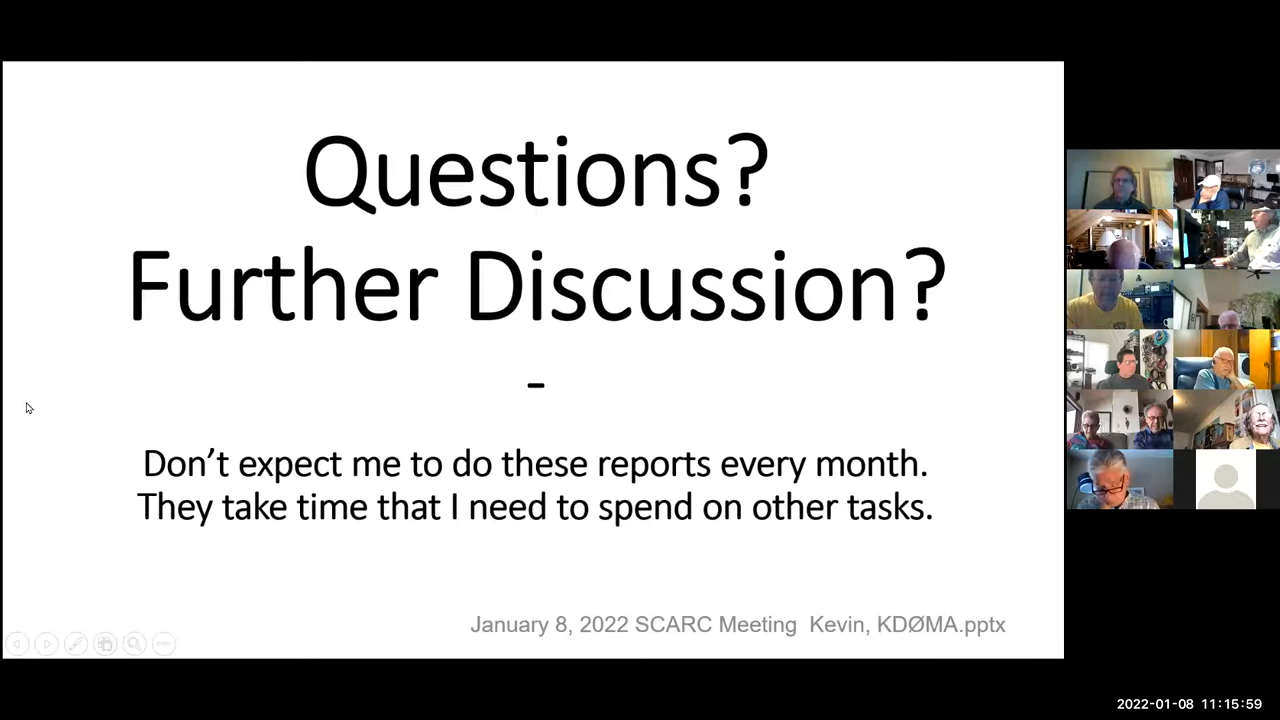 Questions?
Further Discussion?
-
Don’t expect me to do these reports every month.
They take time that I need to spend on other tasks.
January 8, 2022 SCARC Meeting  Kevin, KDØMA.pptx
2022-01-08 11:15:59